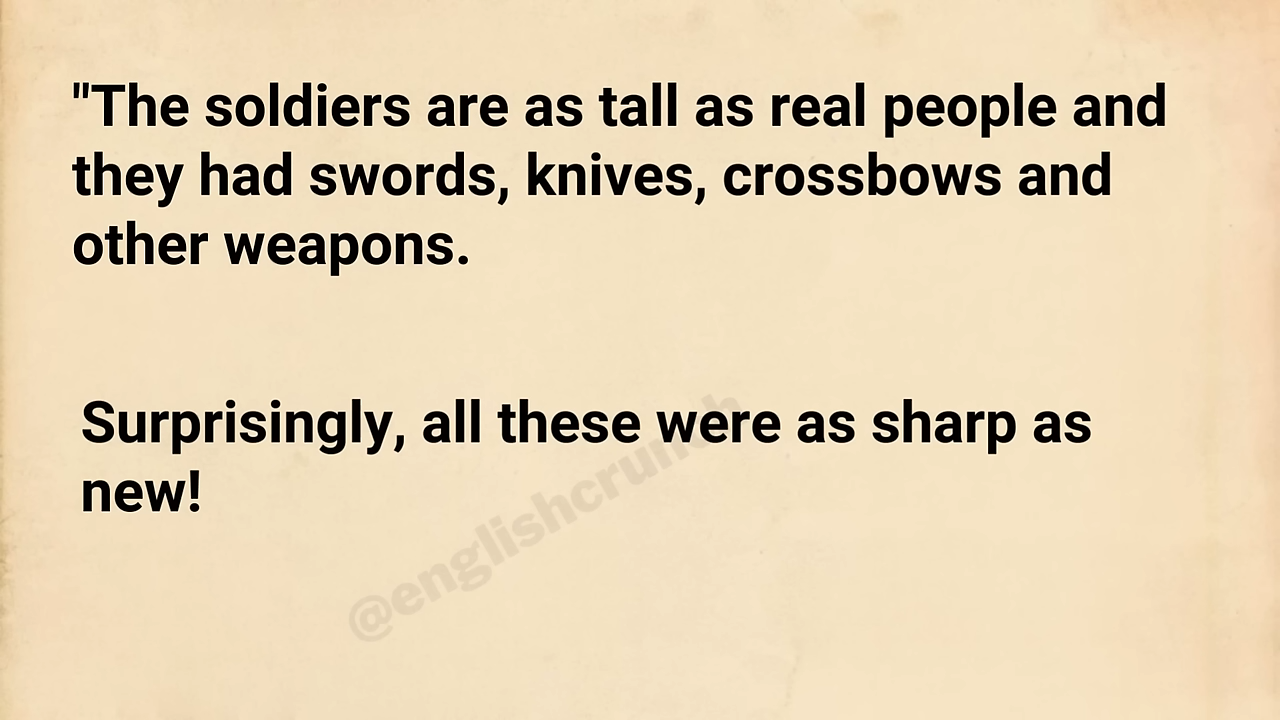 "The soldiers are as tall as real people and
they had swords, knives, crossbows and
other weapons.
Surprisingly, all these were as sharp as
new!
@englishcrunch